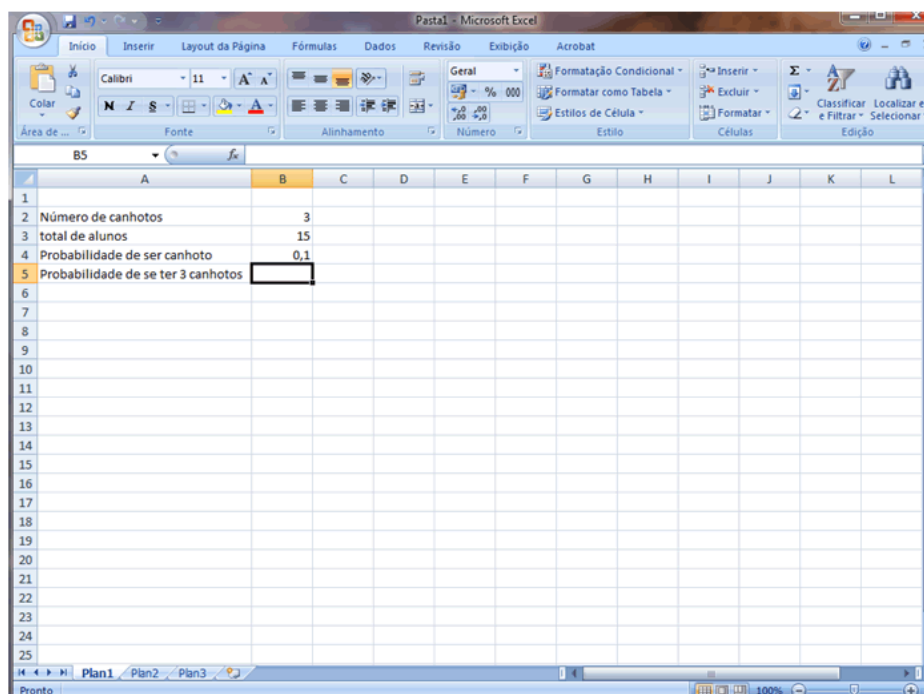 Pasta1 - Microsoft Excel
Início Inserir Layout da Página Fórmulas Dados Revisão Exibição Acrobat
Colar
Calibri 11 A A
N I S A
Geral
% 000
Formatação Condicional
Formatar como Tabela
Estilos de Célula
Inserir
Excluir
Formatar
Σ
Classificar e Filtrar
Localizar e Selecionar
Área de ... Fonte Alinhamento Número Estilo Células Edição
B5 fx
A B C D E F G H I J K L
1
2 Número de canhotos 3
3 total de alunos 15
4 Probabilidade de ser canhoto 0,1
5 Probabilidade de se ter 3 canhotos
6
7
8
9
10
11
12
13
14
15
16
17
18
19
20
21
22
23
24
25
Plan1 Plan2 Plan3
Pronto 100%